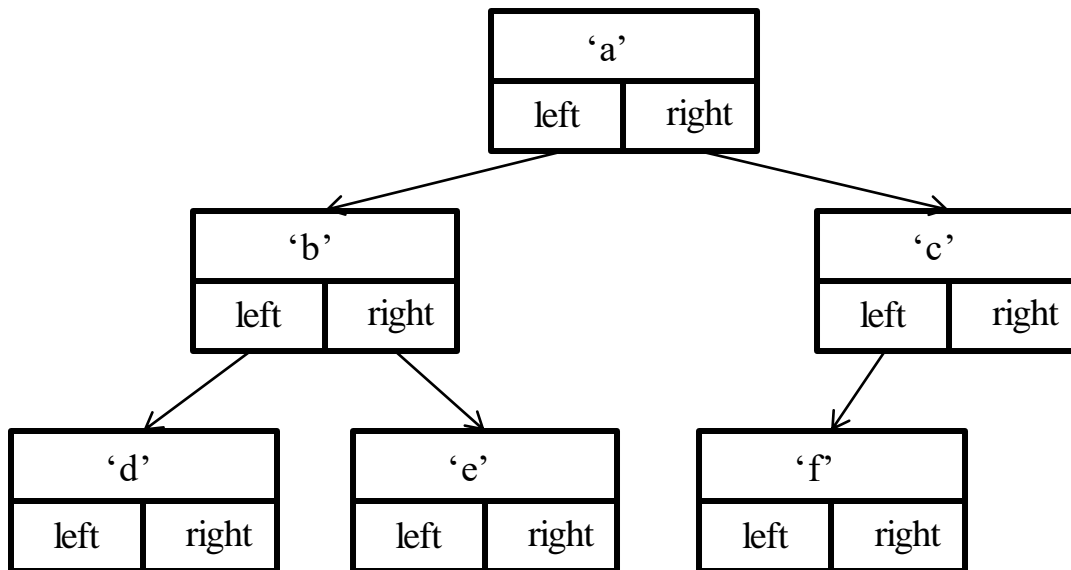 ‘a’
left right
‘b’ ‘c’
left right left right
‘d’ ‘e’ ‘f’
left right left right left right